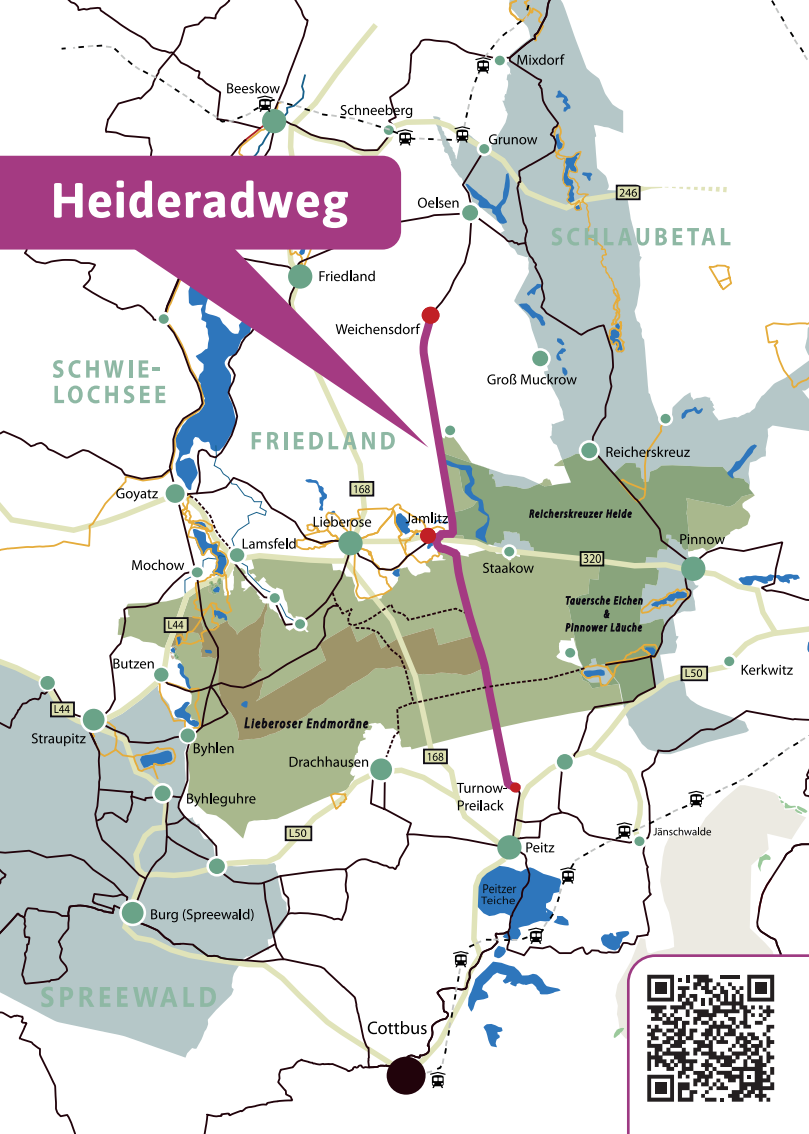 Mixdorf
Beeskow
Schneeberg
Grunow
Heideradweg
246
Oelsen
SCHLAUBETAL
Friedland
Weichensdorf
SCHWIE-
LOCHSEE
Groß Muckrow
FRIEDLAND
Reicherskreuz
168
Goyatz
Lieberose
Jamlitz
Reicherskreuzer Heide
Lamsfeld
Pinnow
Mochow
Staakow
320
Tauersche Eichen
&
Pinnower Läuche
L44
Butzen
Kerkwitz
L50
L44
Straupitz
Lieberoser Endmoräne
Byhlen
Drachhausen
168
Turnow-
Preilack
Byhleguhre
L50
Jänschwalde
Peitz
Peitzer
Teiche
Burg (Spreewald)
SPREEWALD
Cottbus